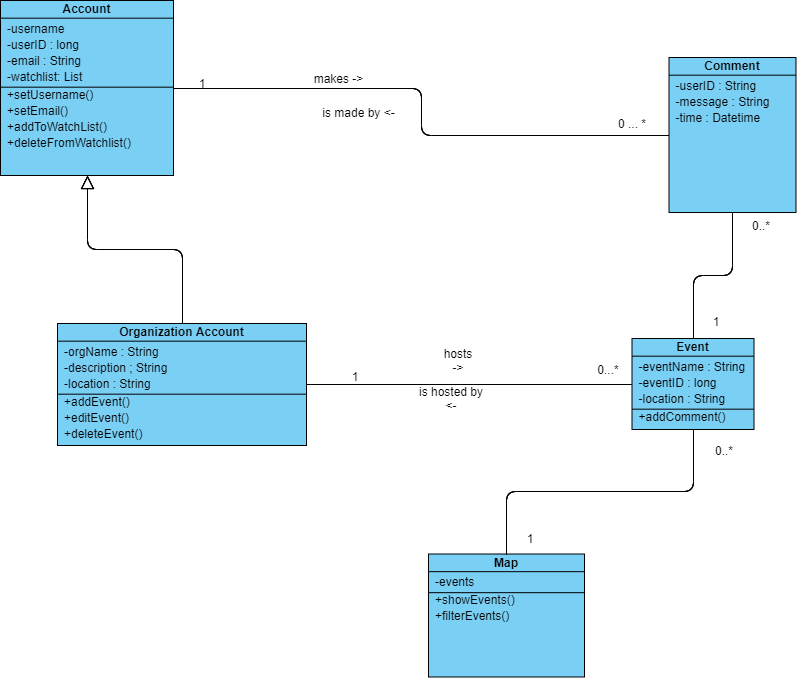 Account
-username
-userID : long
-email : String
-watchlist: List
+setUsername()
+setEmail()
+addToWatchList()
+deleteFromWatchlist()
1
makes ->
is made by <-
0 ... *
Comment
-userID : String
-message : String
-time : Datetime
0..*
1
Organization Account
-orgName : String
-description ; String
-location : String
+addEvent()
+editEvent()
+deleteEvent()
1
hosts
->
is hosted by
<-
0...*
Event
-eventName : String
-eventID : long
-location : String
+addComment()
0..*
1
Map
-events
+showEvents()
+filterEvents()